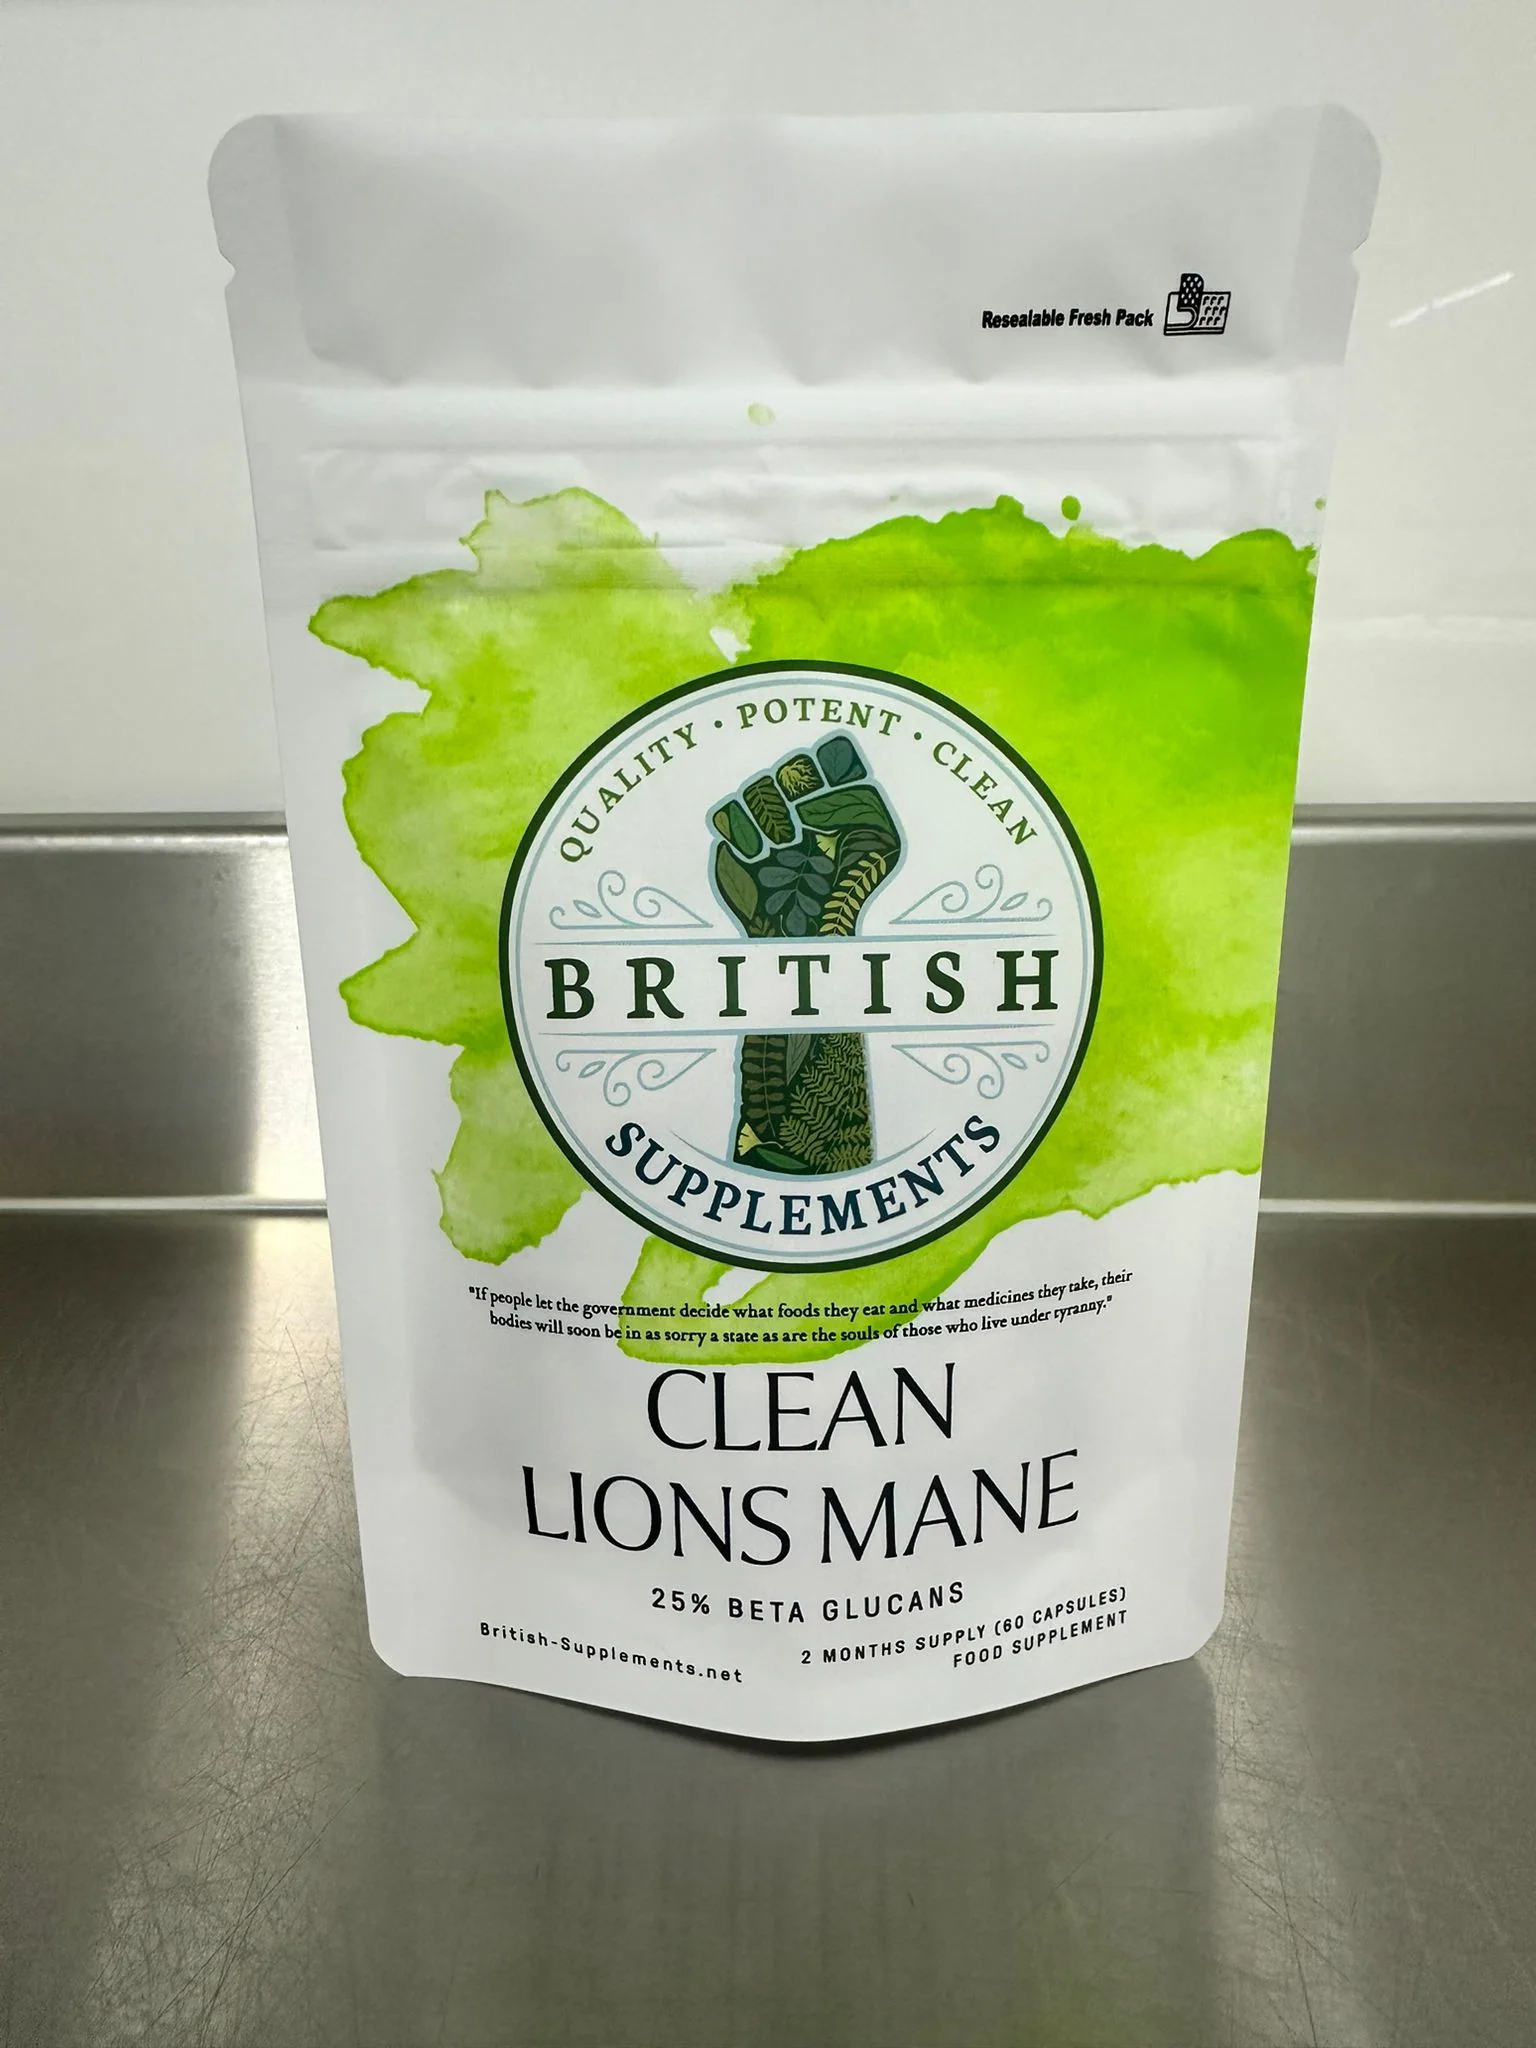 Resealable Fresh Pack
QUALITY • POTENT • CLEAN
BRITISH
SUPPLEMENTS
"If people let the government decide what foods they eat and what medicines they take, their
bodies will soon be in as sorry a state as are the souls of those who live under tyranny."
CLEAN
LIONS MANE
25% BETA GLUCANS
British-Supplements.net
2 MONTHS SUPPLY (60 CAPSULES)
FOOD SUPPLEMENT